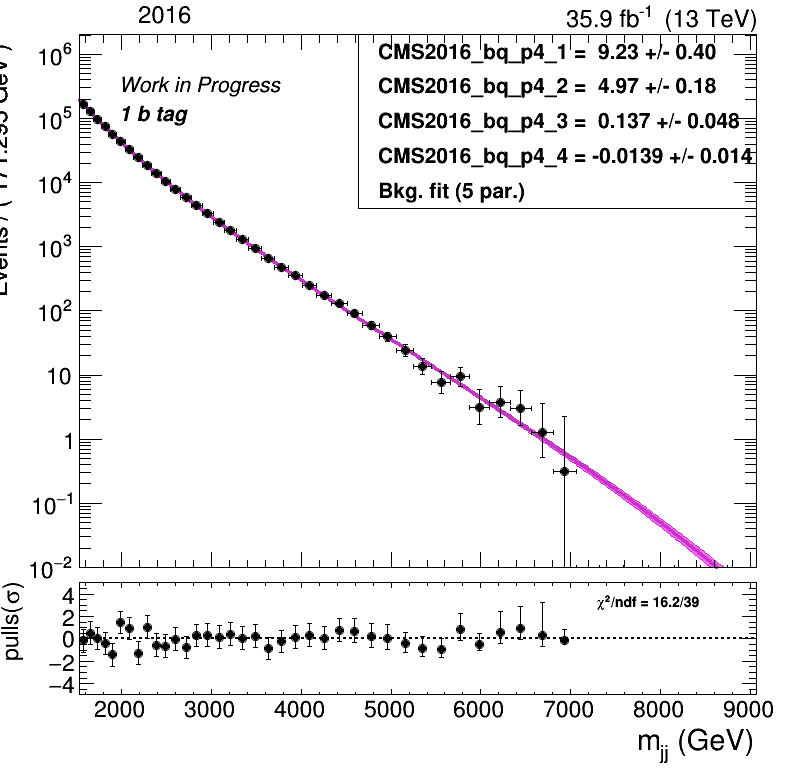 2016
35.9 fb⁻¹ (13 TeV)
CMS2016_bq_p4_1 = 9.23 +/- 0.40
CMS2016_bq_p4_2 = 4.97 +/- 0.18
CMS2016_bq_p4_3 = 0.137 +/- 0.048
CMS2016_bq_p4_4 = -0.0139 +/- 0.014
Bkg. fit (5 par.)
Work in Progress
1 b tag
10⁶
10⁵
10⁴
10³
10²
10
1
10⁻¹
10⁻²
χ²/ndf = 16.2/39
pulls(σ)
4
2
0
−2
−4
2000 3000 4000 5000 6000 7000 8000 9000
m_jj (GeV)